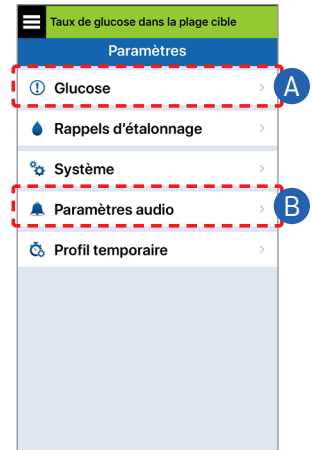 Taux de glucose dans la plage cible
Paramètres
Glucose
A
Rappels d'étalonnage
Système
Paramètres audio
B
Profil temporaire